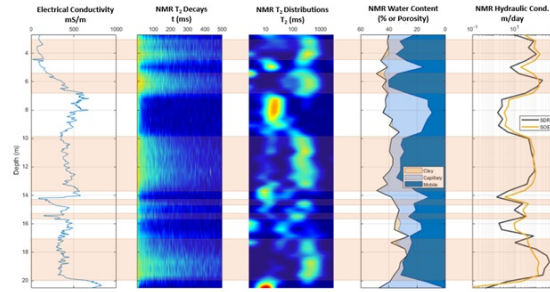 Electrical Conductivity
mS/m
NMR T2 Decays
t (ms)
NMR T2 Distributions
T2 (ms)
NMR Water Content
(% or Porosity)
NMR Hydraulic Cond.
m/day
0 500 1000
0 100 200 300 400 500
10 100 1000
60 40 20 0
Depth (m)
4
6
8
10
12
14
16
18
20
Clay
Capillary
Mobile
SDR